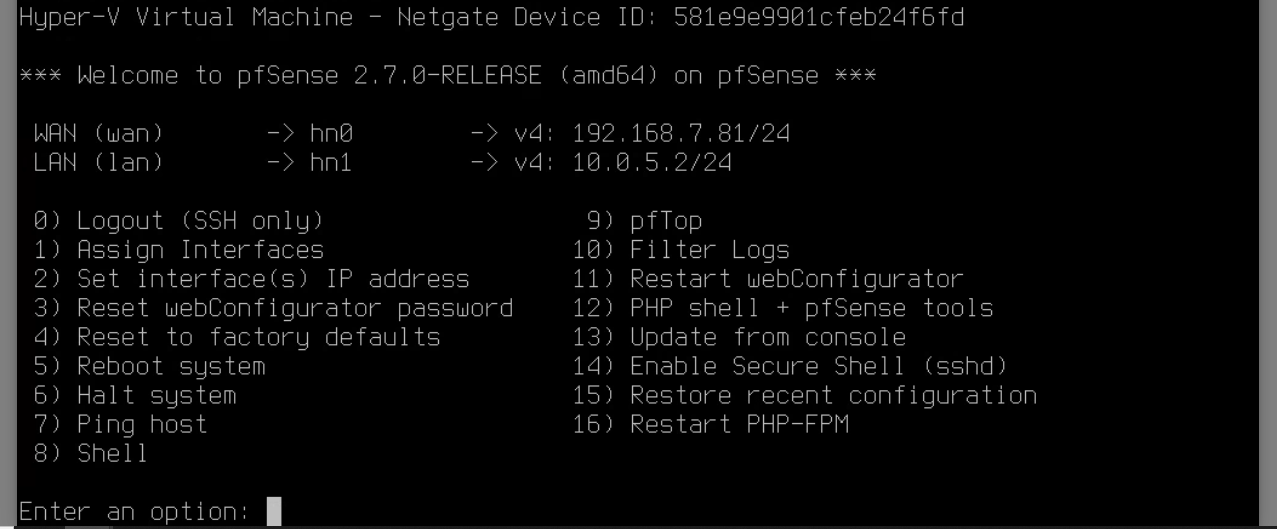 Hyper-V Virtual Machine - Netgate Device ID: 581e9e9901cfeb24f6fd
*** Welcome to pfSense 2.7.0-RELEASE (amd64) on pfSense ***
WAN (wan)       -> hn0        -> v4: 192.168.7.81/24
LAN (lan)       -> hn1        -> v4: 10.0.5.2/24
0) Logout (SSH only)                  9) pfTop
1) Assign Interfaces                 10) Filter Logs
2) Set interface(s) IP address       11) Restart webConfigurator
3) Reset webConfigurator password    12) PHP shell + pfSense tools
4) Reset to factory defaults         13) Update from console
5) Reboot system                     14) Enable Secure Shell (sshd)
6) Halt system                       15) Restore recent configuration
7) Ping host                         16) Restart PHP-FPM
8) Shell
Enter an option: